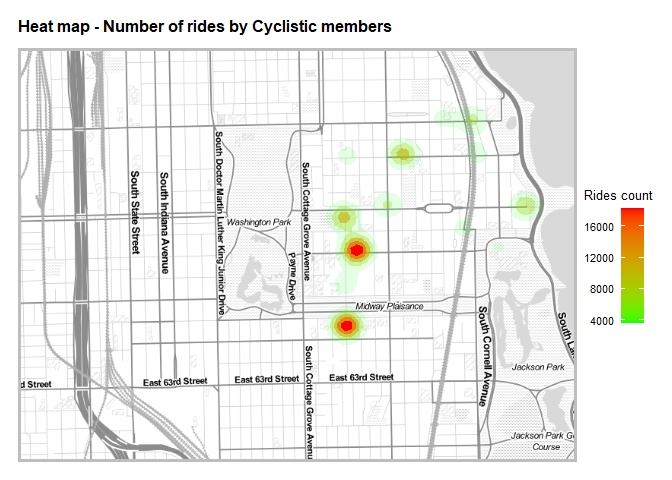 Heat map - Number of rides by Cyclistic members
South State Street
South Indiana Avenue
South Doctor Martin Luther King Junior Drive
South Cottage Grove Avenue
Washington Park
Payne Drive
Midway Plaisance
South Cornell Avenue
South La
Jackson Park
d Street
East 63rd Street
East 63rd Street
East 63rd Street
South Cottage Grove Avenu
Jackson Park Go
Course
Rides count
16000
12000
8000
4000